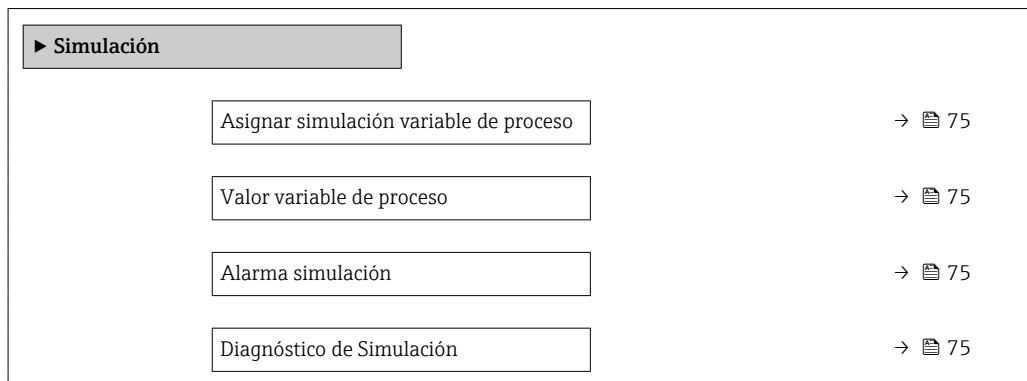 ▶ Simulación
Asignar simulación variable de proceso → 75
Valor variable de proceso → 75
Alarma simulación → 75
Diagnóstico de Simulación → 75